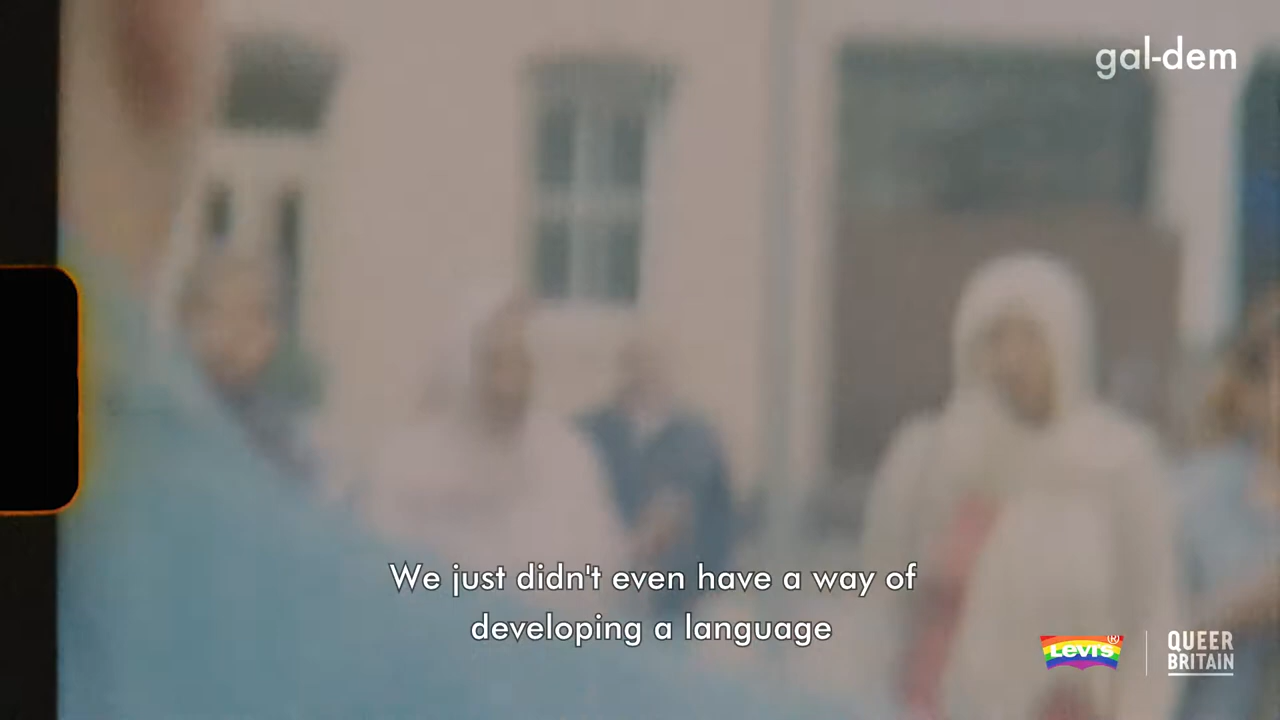 gal-dem
We just didn't even have a way of
developing a language
Levi's ®
QUEER
BRITAIN